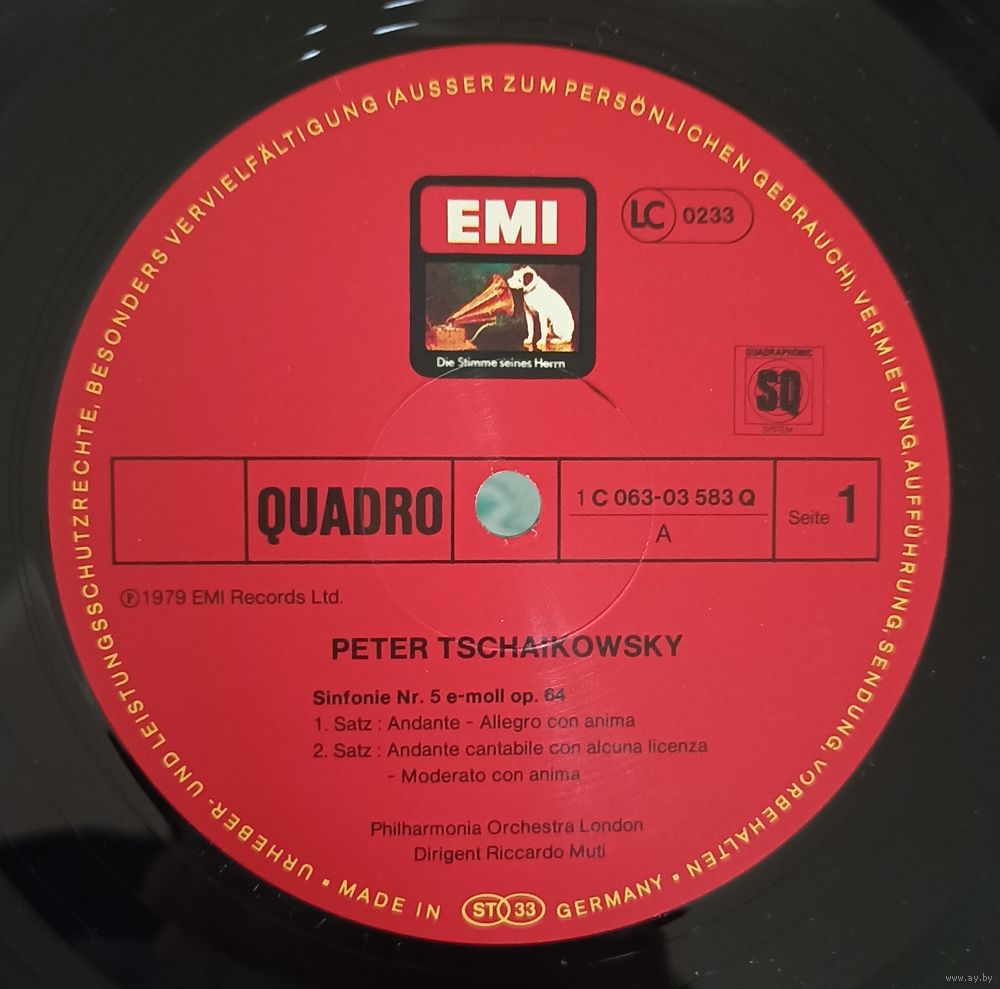 URHEBER- UND LEISTUNGSSCHUTZRECHTE, BESONDERS VERVIELFÄLTIGUNG (AUSSER ZUM PERSÖNLICHEN GEBRAUCH), VERMIETUNG, AUFFÜHRUNG, SENDUNG, VORBEHALTEN
EMI
LC 0233
Die Stimme seines Herrn
QUADRAPHONIC
SQ
SYSTEM
QUADRO
1 C 063-03 583 Q
A
Seite 1
Ⓟ 1979 EMI Records Ltd.
PETER TSCHAIKOWSKY
Sinfonie Nr. 5 e-moll op. 64
1. Satz : Andante - Allegro con anima
2. Satz : Andante cantabile con alcuna licenza
- Moderato con anima
Philharmonia Orchestra London
Dirigent Riccardo Muti
▪ MADE IN ST 33 GERMANY ▪
www.ay.by